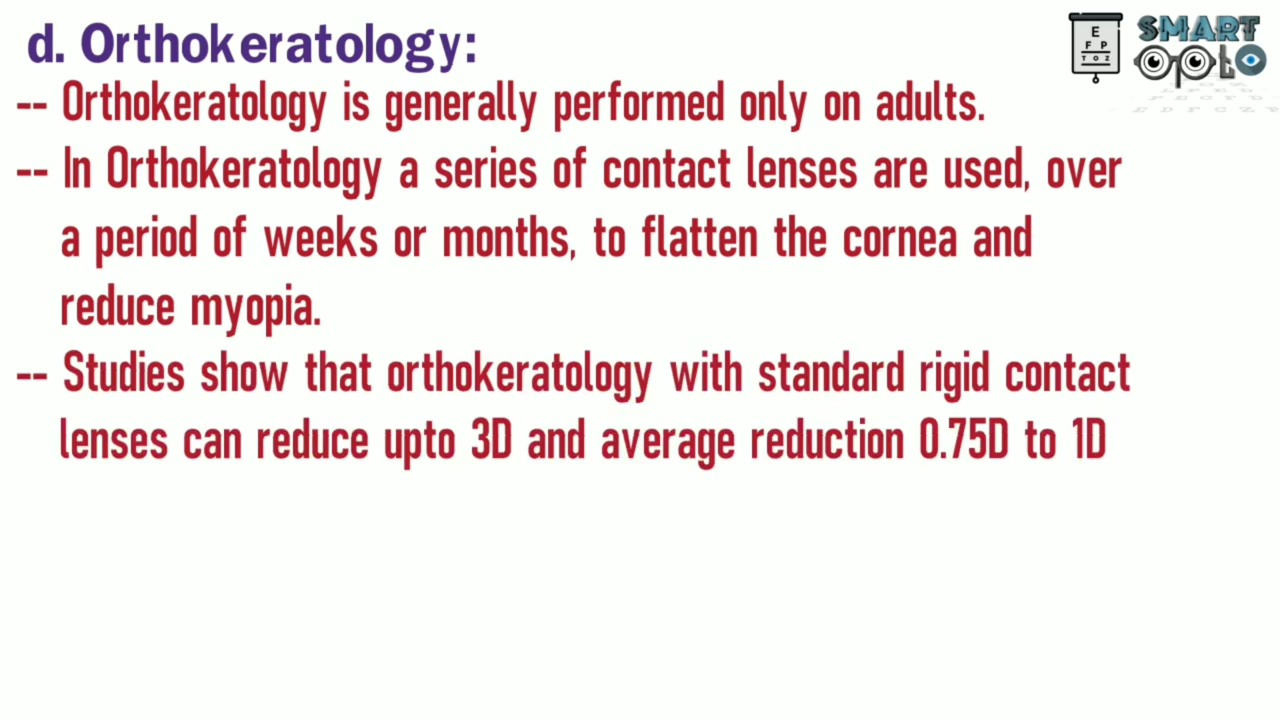 d. Orthokeratology:
-- Orthokeratology is generally performed only on adults.
-- In Orthokeratology a series of contact lenses are used, over
a period of weeks or months, to flatten the cornea and
reduce myopia.
-- Studies show that orthokeratology with standard rigid contact
lenses can reduce upto 3D and average reduction 0.75D to 1D
E
F P
T O Z
SMART
opto